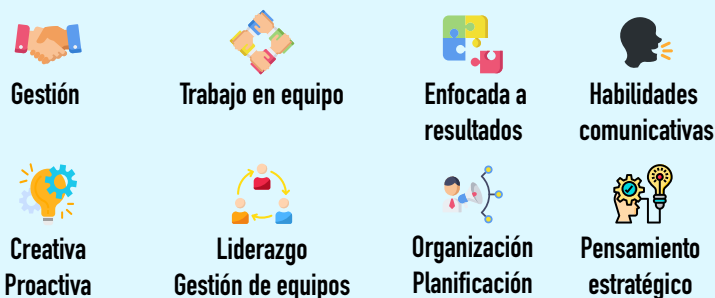 Gestión
Trabajo en equipo
Enfocada a
resultados
Habilidades
comunicativas
Creativa
Proactiva
Liderazgo
Gestión de equipos
Organización
Planificación
Pensamiento
estratégico